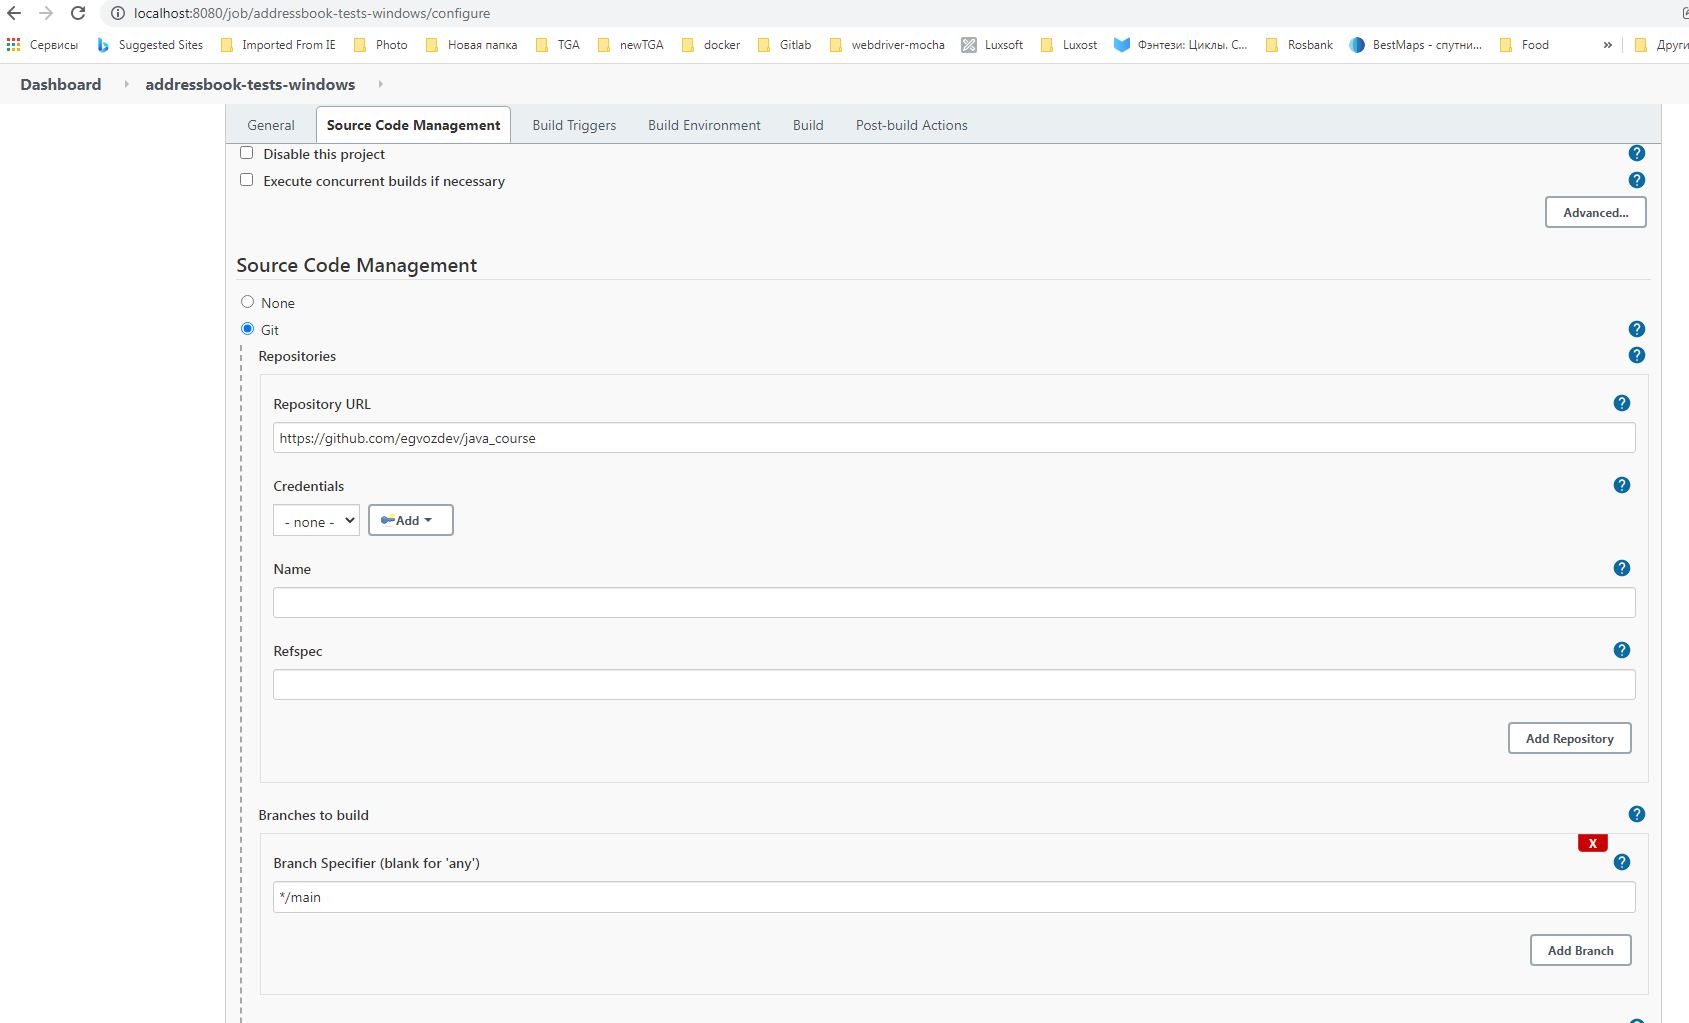 localhost:8080/job/addressbook-tests-windows/configure
Сервисы Suggested Sites Imported From IE Photo Новая папка TGA newTGA docker Gitlab webdriver-mocha Luxsoft Luxost Фэнтези: Циклы. С... Rosbank BestMaps - спутни... Food » Други
Dashboard addressbook-tests-windows
General Source Code Management Build Triggers Build Environment Build Post-build Actions
Disable this project ?
Execute concurrent builds if necessary ?
Advanced...
Source Code Management
None
Git ?
Repositories ?
Repository URL ?
https://github.com/egvozdev/java_course
Credentials ?
- none - Add
Name ?
Refspec ?
Add Repository
Branches to build ?
X
Branch Specifier (blank for 'any') ?
*/main
Add Branch